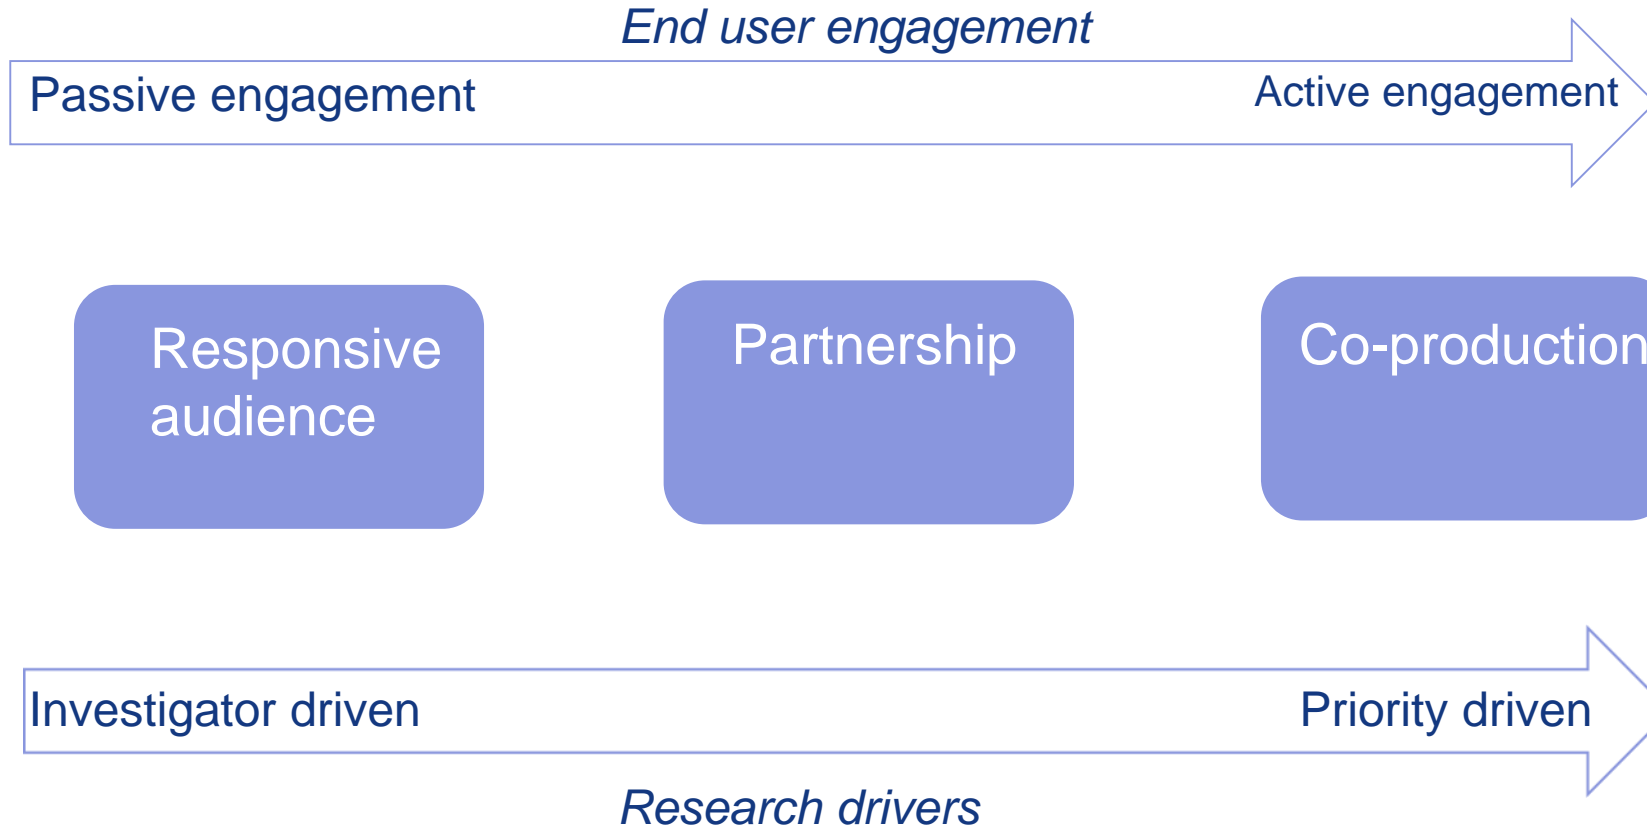 End user engagement
Passive engagement
Active engagement
Responsive
audience
Partnership
Co-production
Investigator driven
Priority driven
Research drivers